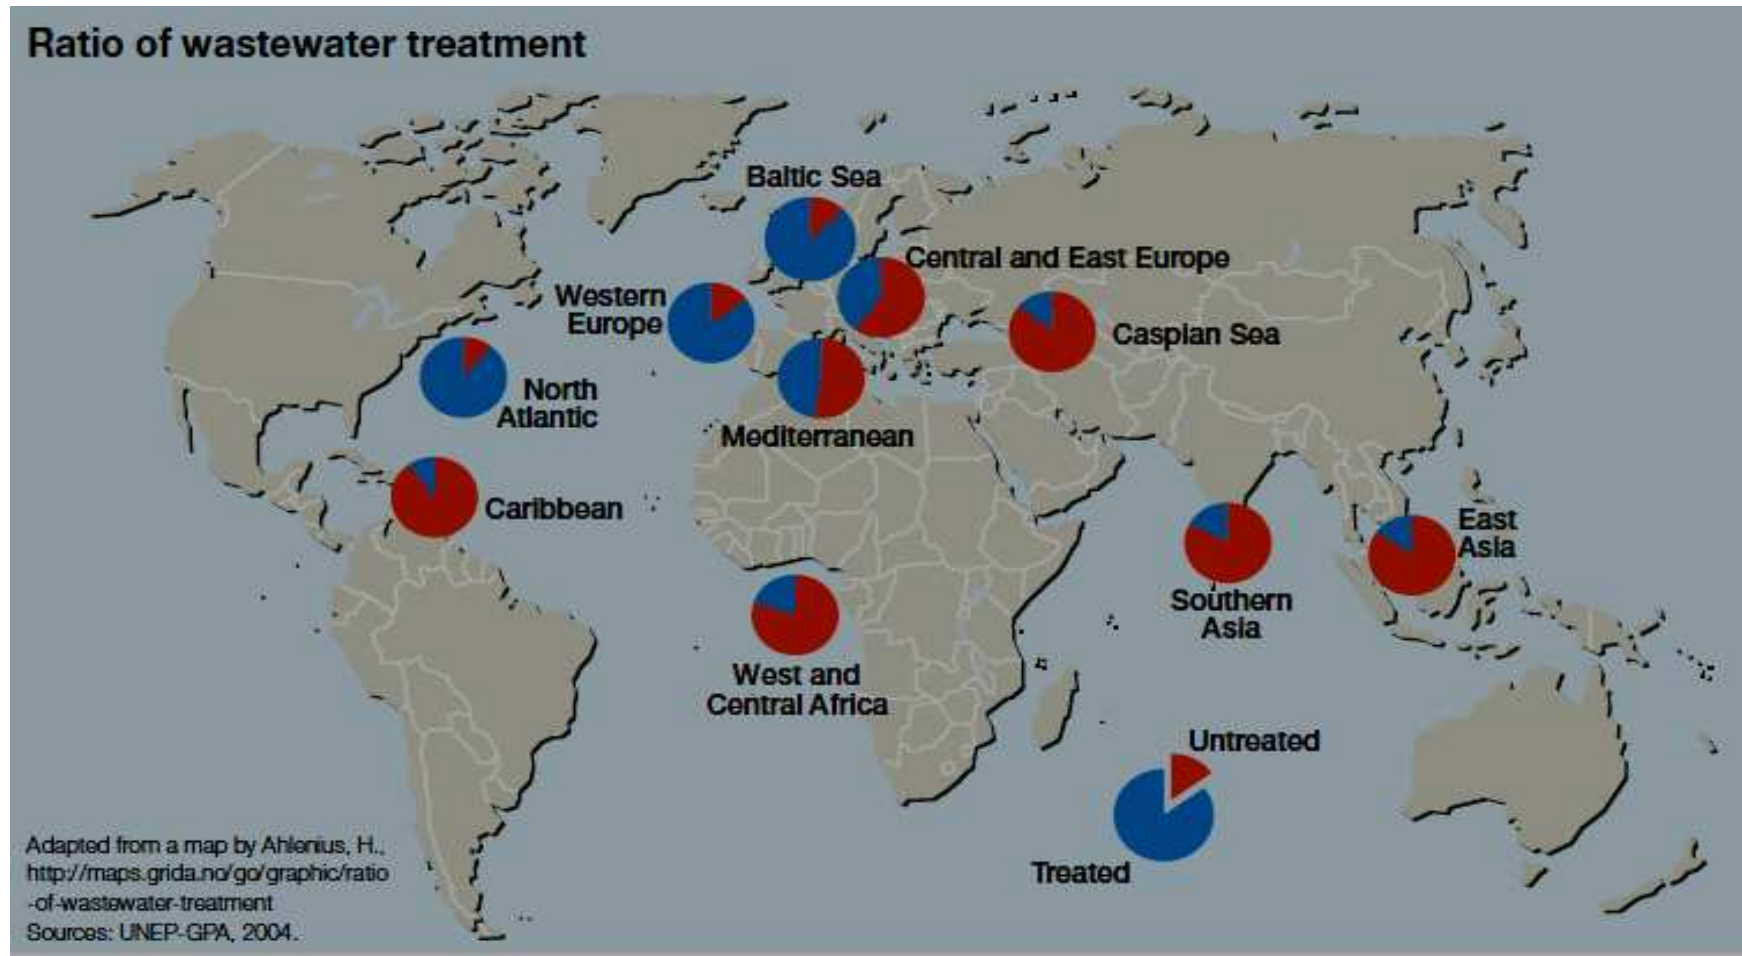 Ratio of wastewater treatment
Baltic Sea
Central and East Europe
Western
Europe
Caspian Sea
North
Atlantic
Mediterranean
Caribbean
East
Asia
Southern
Asia
West and
Central Africa
Untreated
Treated
Adapted from a map by Ahlenius, H.,
http://maps.grida.no/go/graphic/ratio
-of-wastewater-treatment
Sources: UNEP-GPA, 2004.